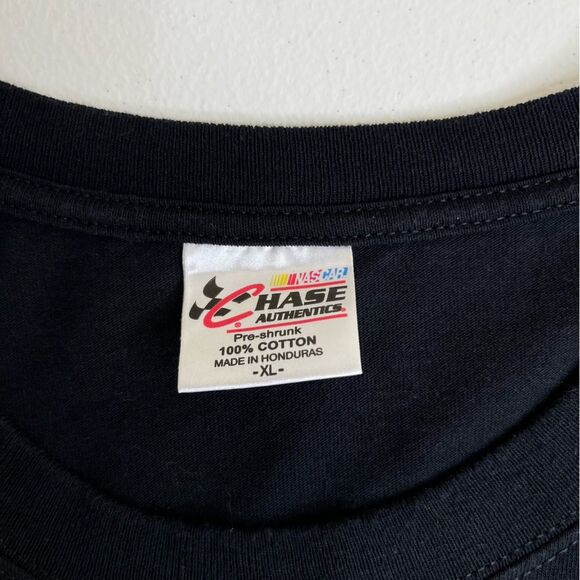 NASCAR
CHASE
AUTHENTICS®
Pre-shrunk
100% COTTON
MADE IN HONDURAS
-XL-